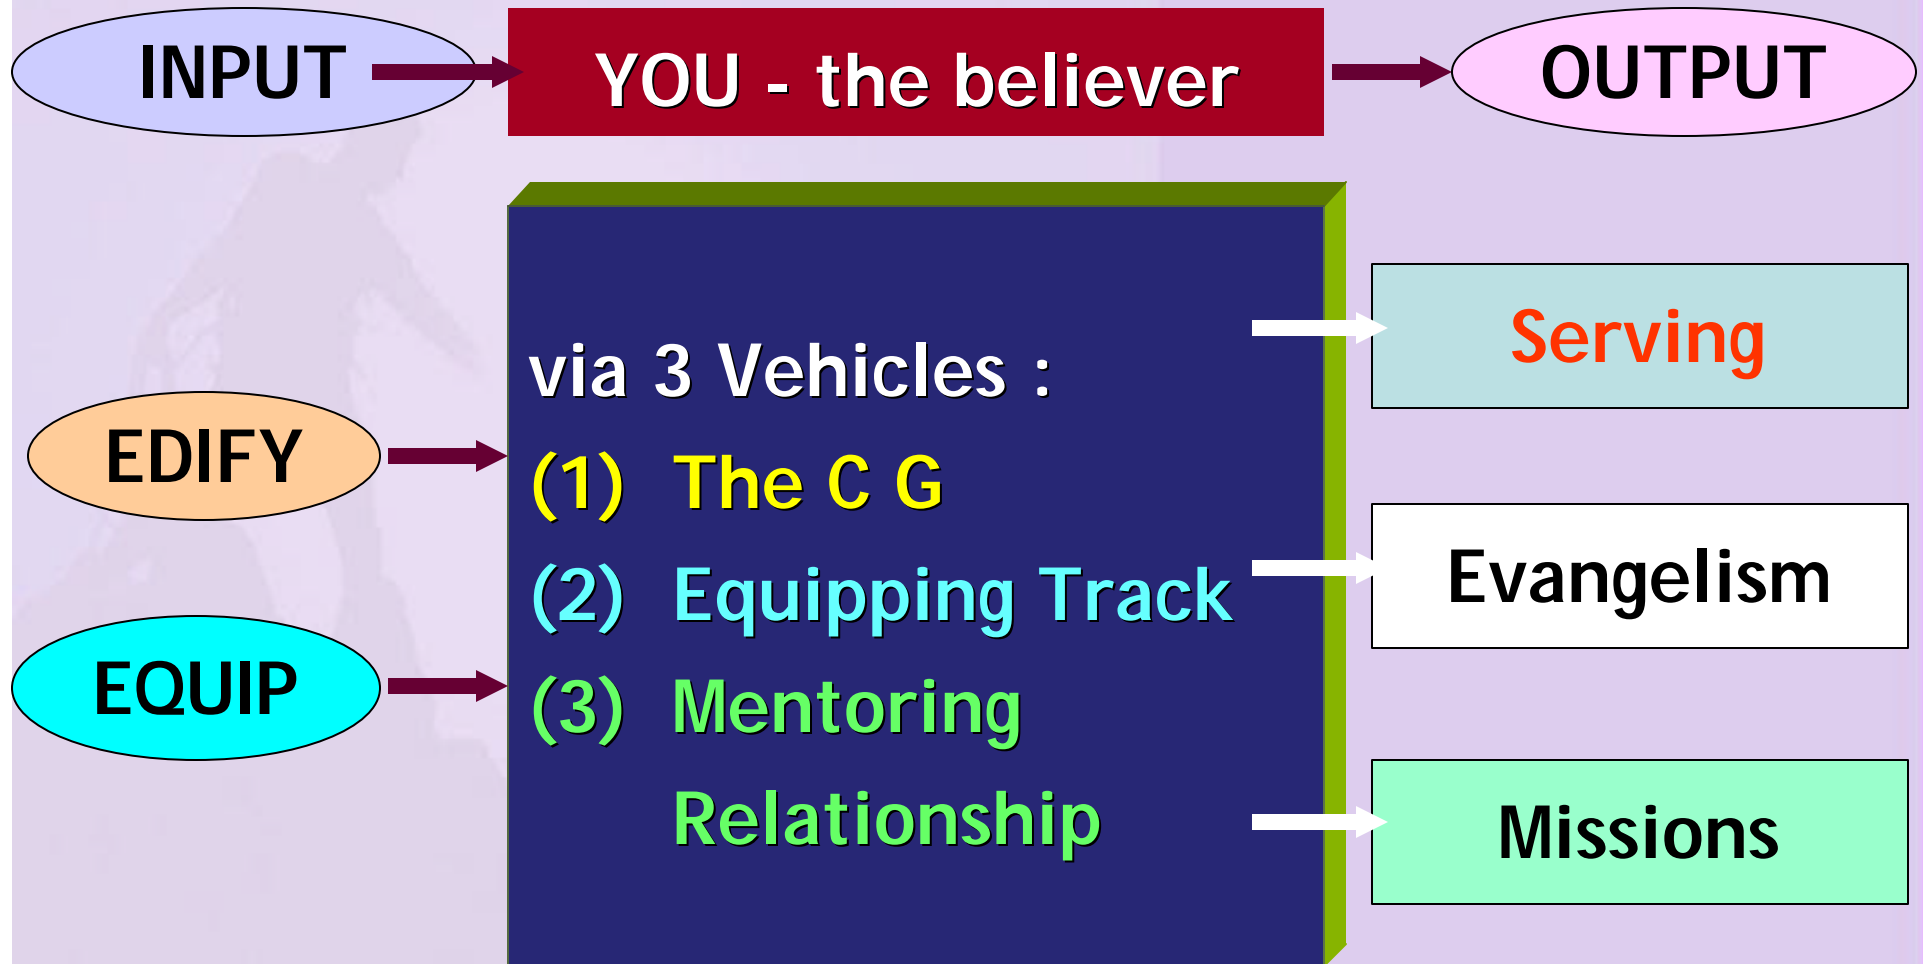 INPUT
YOU - the believer
OUTPUT
EDIFY
EQUIP
via 3 Vehicles :
(1) The C G
(2) Equipping Track
(3) Mentoring
Relationship
Serving
Evangelism
Missions